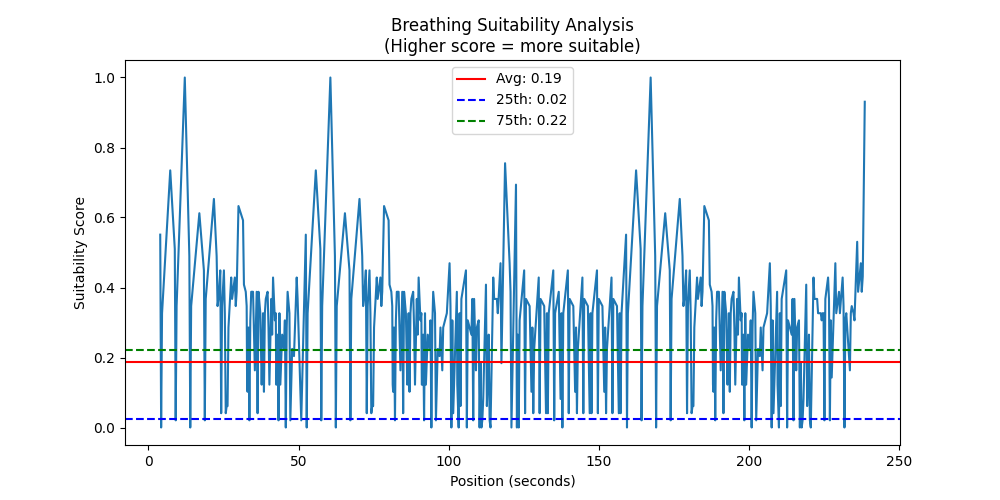 Breathing Suitability Analysis
(Higher score = more suitable)
Avg: 0.19
25th: 0.02
75th: 0.22
1.0
0.8
0.6
0.4
0.2
0.0
Suitability Score
0 50 100 150 200 250
Position (seconds)